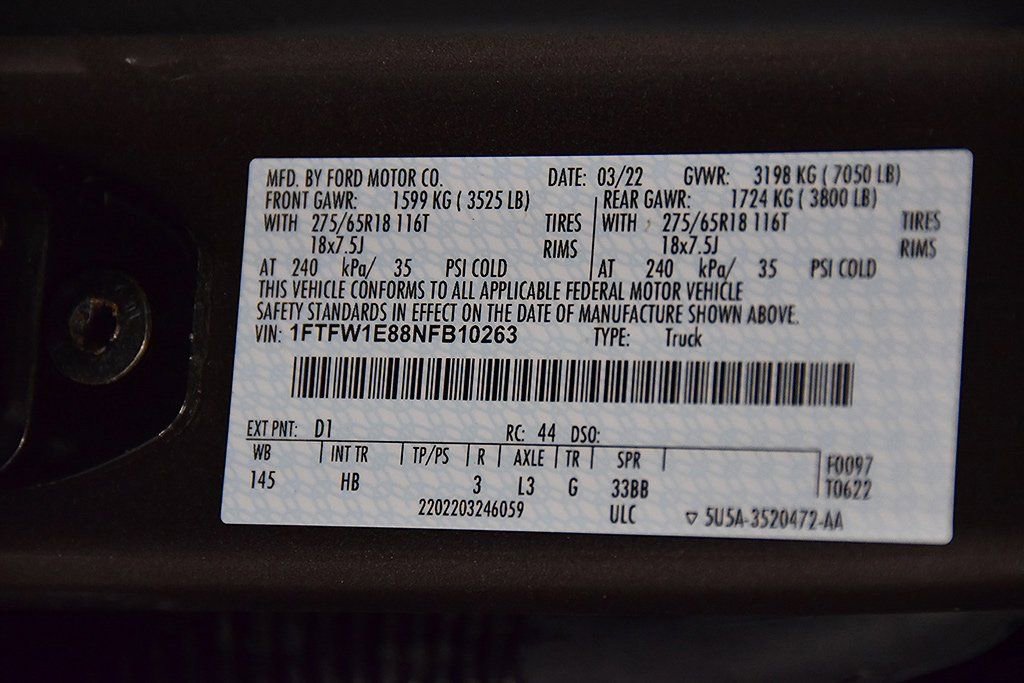 MFD. BY FORD MOTOR CO. DATE: 03/22 GVWR: 3198 KG ( 7050 LB)
FRONT GAWR: 1599 KG ( 3525 LB) REAR GAWR: 1724 KG ( 3800 LB)
WITH 275/65R18 116T TIRES WITH 275/65R18 116T TIRES
18x7.5J RIMS 18x7.5J RIMS
AT 240 kPa/ 35 PSI COLD AT 240 kPa/ 35 PSI COLD
THIS VEHICLE CONFORMS TO ALL APPLICABLE FEDERAL MOTOR VEHICLE
SAFETY STANDARDS IN EFFECT ON THE DATE OF MANUFACTURE SHOWN ABOVE.
VIN: 1FTFW1E88NFB10263 TYPE: Truck
EXT PNT: D1 RC: 44 DSO:
WB INT TR TP/PS R AXLE TR SPR F0097
145 HB 3 L3 G 33BB T0622
2202203246059 ULC ▽ 5U5A-3520472-AA